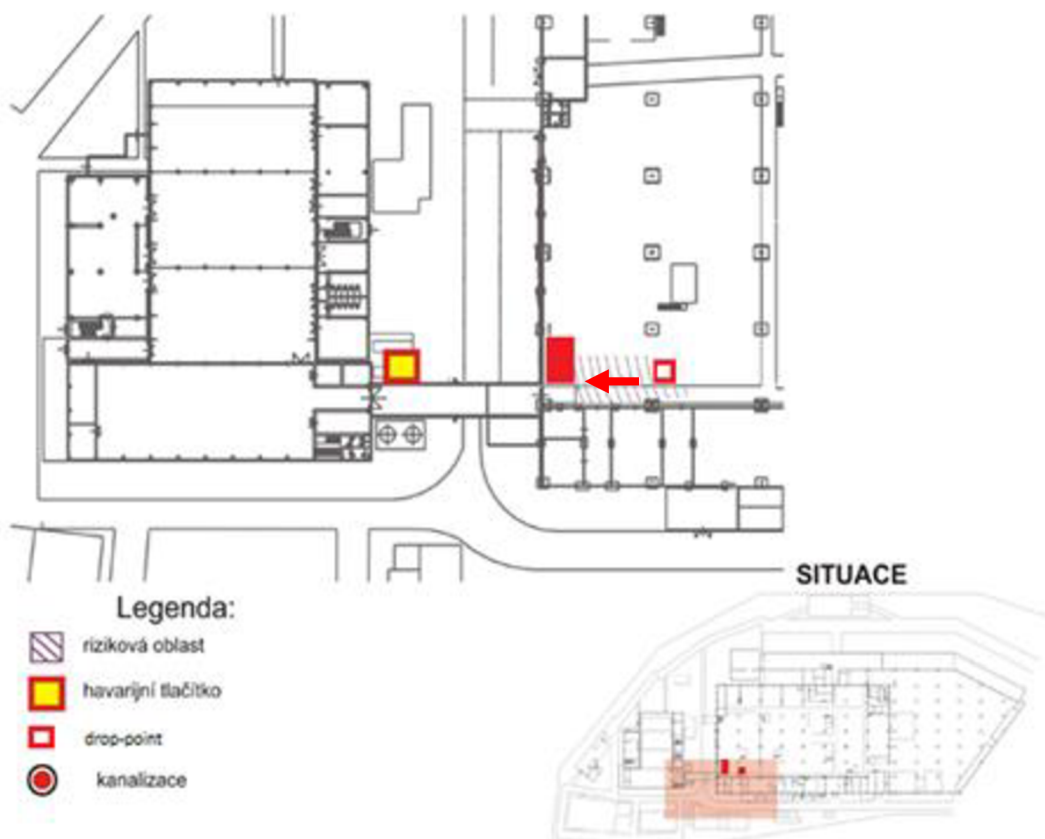 SITUACE
Legenda:
riziková oblast
havarijní tlačítko
drop-point
kanalizace